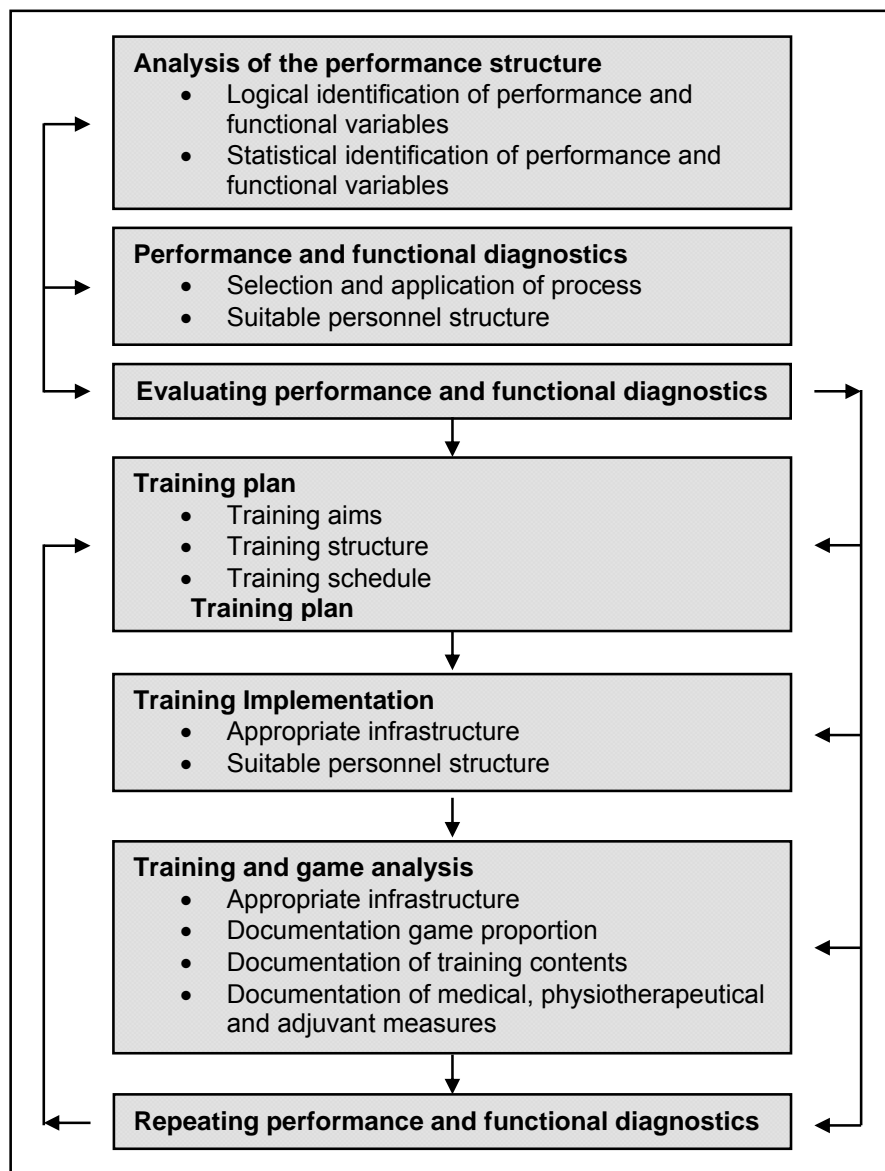 Analysis of the performance structure
• Logical identification of performance and
functional variables
• Statistical identification of performance and
functional variables
Performance and functional diagnostics
• Selection and application of process
• Suitable personnel structure
Evaluating performance and functional diagnostics
Training plan
• Training aims
• Training structure
• Training schedule
Training plan
Training Implementation
• Appropriate infrastructure
• Suitable personnel structure
Training and game analysis
• Appropriate infrastructure
• Documentation game proportion
• Documentation of training contents
• Documentation of medical, physiotherapeutical
and adjuvant measures
Repeating performance and functional diagnostics